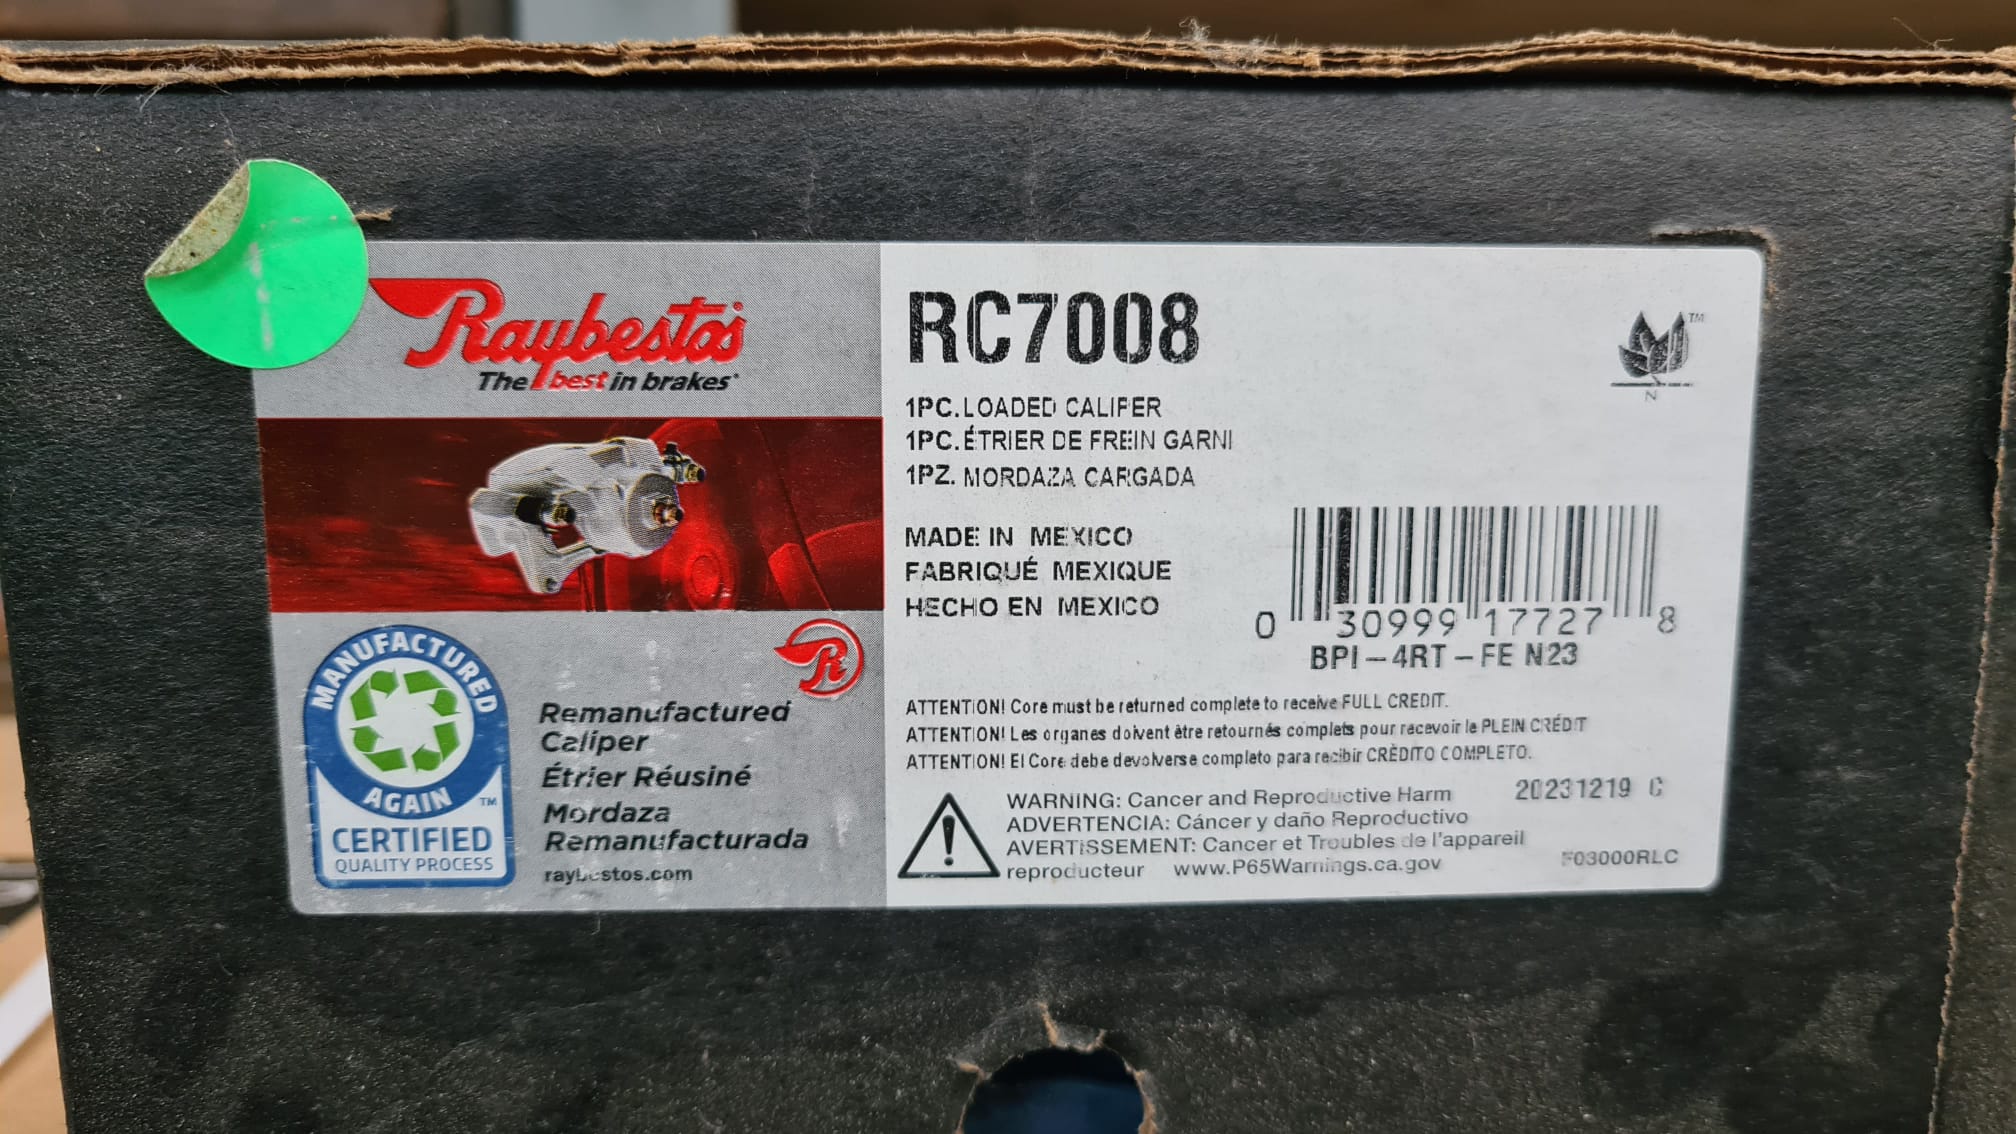 Raybestos
The best in brakes
MANUFACTURED
AGAIN
TM
CERTIFIED
QUALITY PROCESS
R
Remanufactured
Caliper
Étrier Réusiné
Mordaza
Remanufacturada
raybestos.com
RC7008
TM
N
1PC. LOADED CALIPER
1PC. ÉTRIER DE FREIN GARNI
1PZ. MORDAZA CARGADA
MADE IN MEXICO
FABRIQUÉ MEXIQUE
HECHO EN MEXICO
0 30999 17727 8
BPI-4RT-FE N23
ATTENTION! Core must be returned complete to receive FULL CREDIT.
ATTENTION! Les organes doivent être retournés complets pour recevoir le PLEIN CRÉDIT
ATTENTION! El Core debe devolverse completo para recibir CRÈDITO COMPLETO.
20231219 C
WARNING: Cancer and Reproductive Harm
ADVERTENCIA: Cáncer y daño Reproductivo
AVERTISSEMENT: Cancer et Troubles de l'appareil
reproducteur www.P65Warnings.ca.gov
F03000RLC